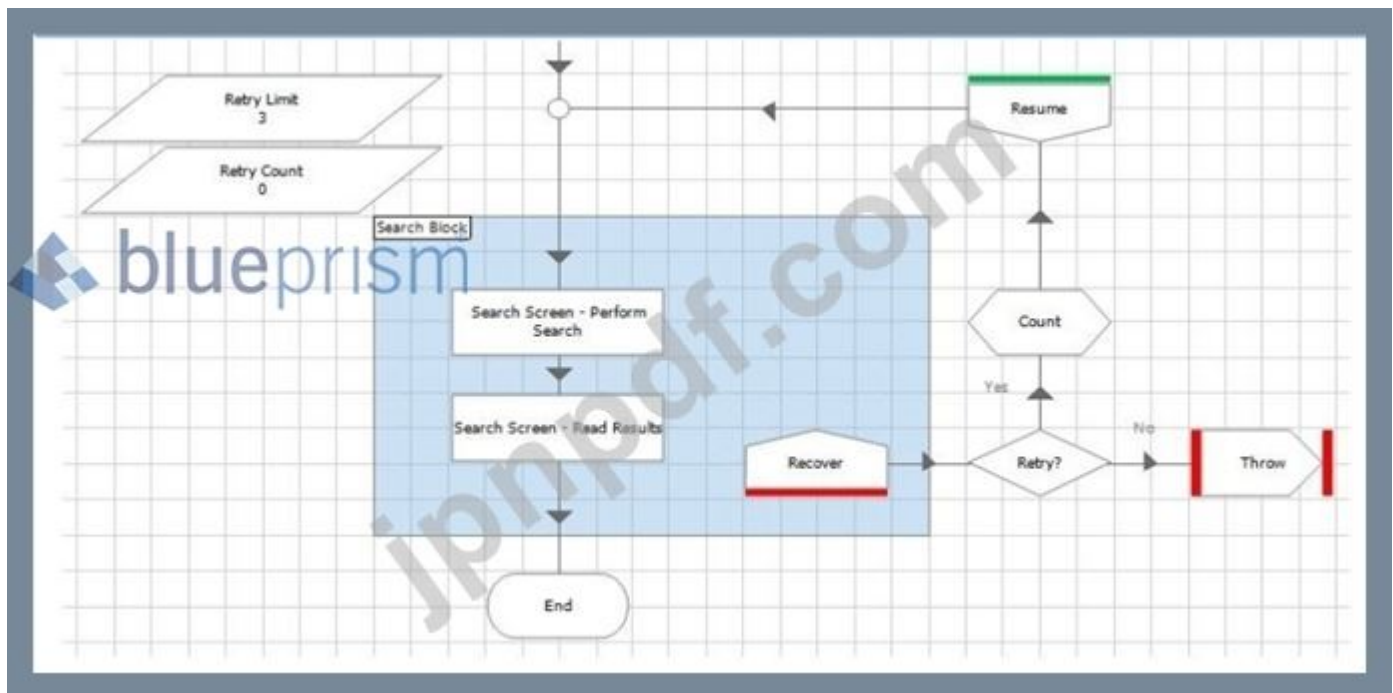 Retry Limit
3
Resume
Retry Count
0
Search Block
blueprism
Search Screen - Perform
Search
Count
Yes
Search Screen - Read Results
No
Recover
Retry?
Throw
End
jpnpdf.com